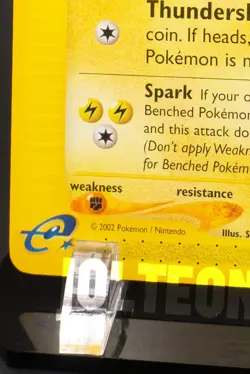 Thundersh
coin. If heads,
Pokémon is n
Spark If your o
Benched Pokémon
and this attack do
(Don't apply Weakn
for Benched Pokém
weakness
resistance
© 2002 Pokémon / Nintendo
Illus. S
JOLTEON